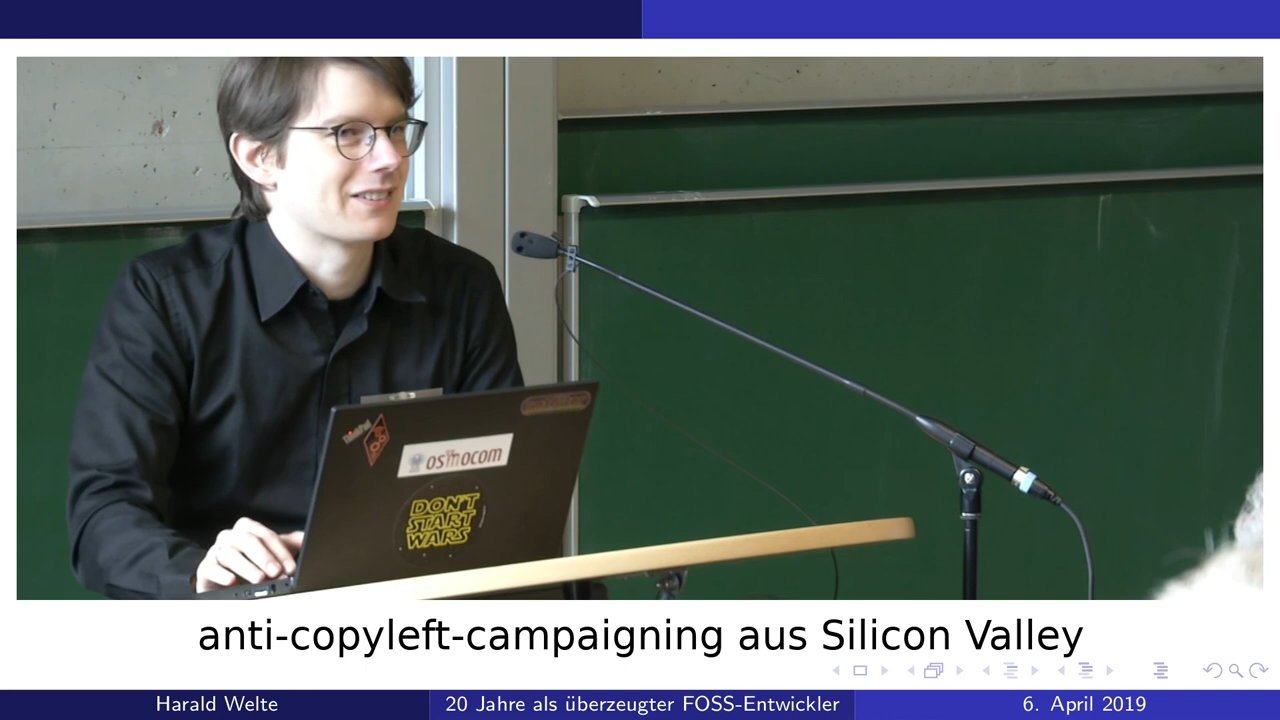 ThinkPad
osmocom
DON'T
START
WARS
anti-copyleft-campaigning aus Silicon Valley
Harald Welte
20 Jahre als überzeugter FOSS-Entwickler
6. April 2019